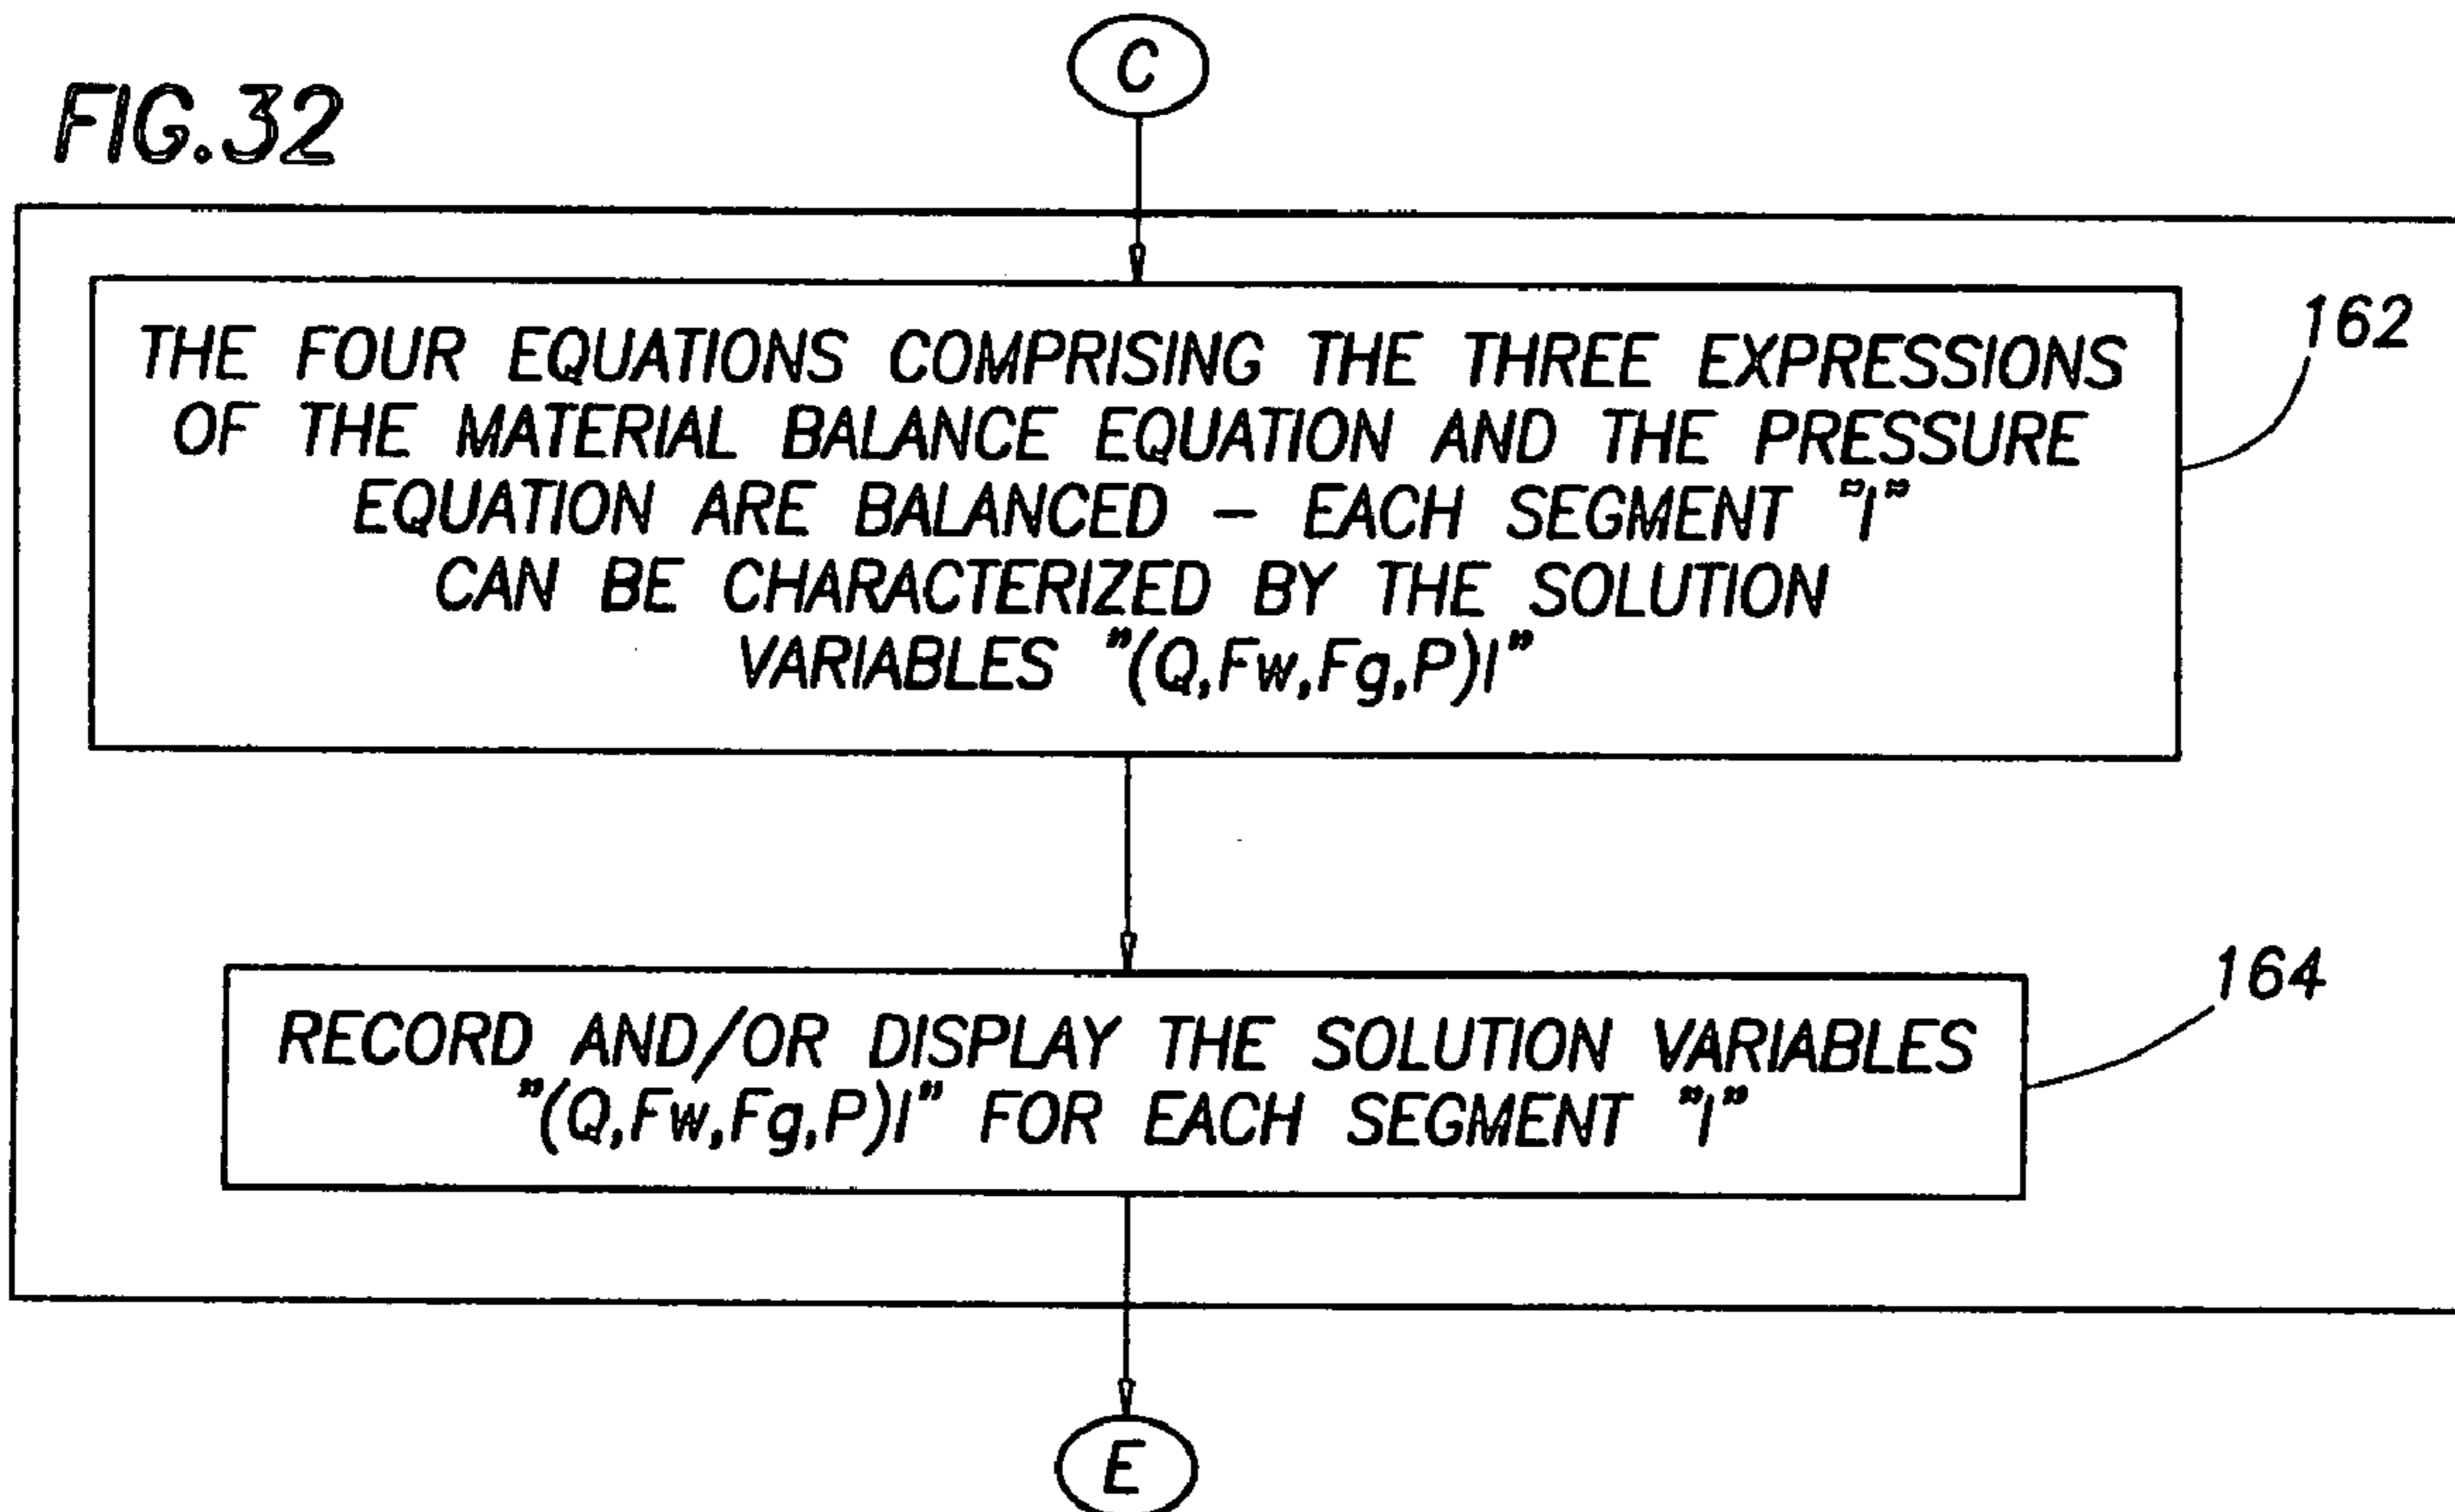 C
FIG.32
THE FOUR EQUATIONS COMPRISING THE THREE EXPRESSIONS
OF THE MATERIAL BALANCE EQUATION AND THE PRESSURE
EQUATION ARE BALANCED – EACH SEGMENT "I"
CAN BE CHARACTERIZED BY THE SOLUTION
VARIABLES "(Q,Fw,Fg,P)I"
162
RECORD AND/OR DISPLAY THE SOLUTION VARIABLES
"(Q,Fw,Fg,P)I" FOR EACH SEGMENT "I"
164
E